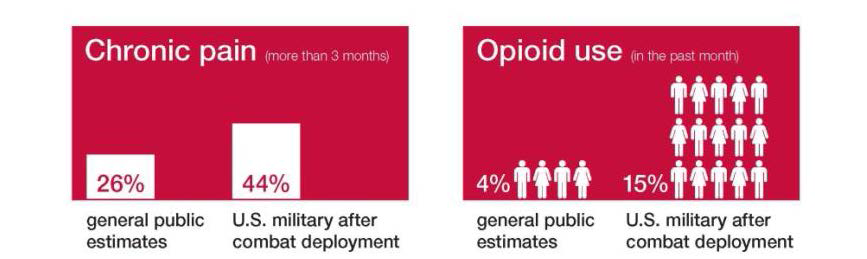 Chronic pain (more than 3 months)
26%
44%
general public
estimates
U.S. military after
combat deployment
Opioid use (in the past month)
4%
15%
general public
estimates
U.S. military after
combat deployment